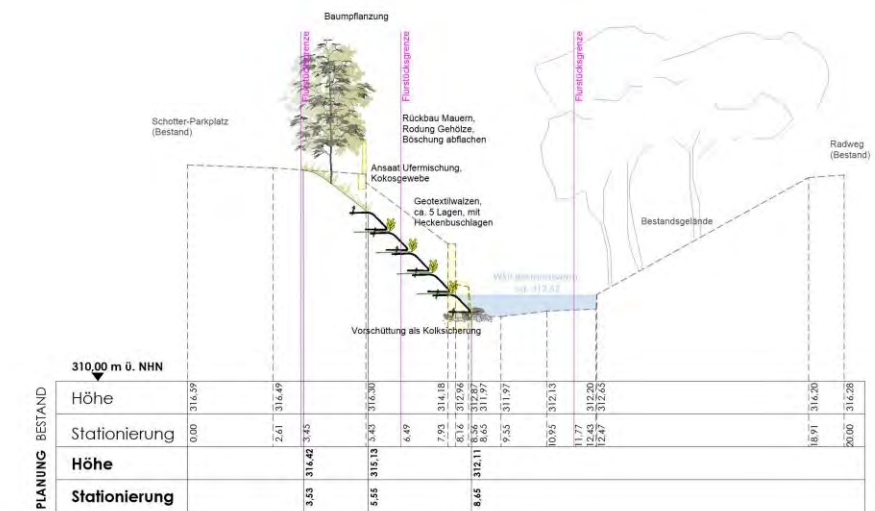 Baumpflanzung
Flurstücksgrenze
Flurstücksgrenze
Flurstücksgrenze
Schotter-Parkplatz
(Bestand)
Rückbau Mauern,
Rodung Gehölze,
Böschung abflachen
Radweg
(Bestand)
Ansaat Ufermischung,
Kokosgewebe
Geotextilwalzen,
ca. 5 Lagen, mit
Heckenbuschlagen
Bestandsgelände
Vorschüttung als Kolksicherung
310,00 m ü. NHN
BESTAND
Höhe
316.59 316.49 316.30 314.18 312.96 312.87 311.97 311.97 312.13 312.20 312.65 316.20 316.28
Stationierung
0.00 2.61 3.45 5.43 6.49 7.93 8.16 8.56 8.65 9.55 10.95 11.77 12.43 12.47 18.91 20.00
PLANUNG
Höhe
316,42 315,13 312,11
Stationierung
3,53 5,55 8,65